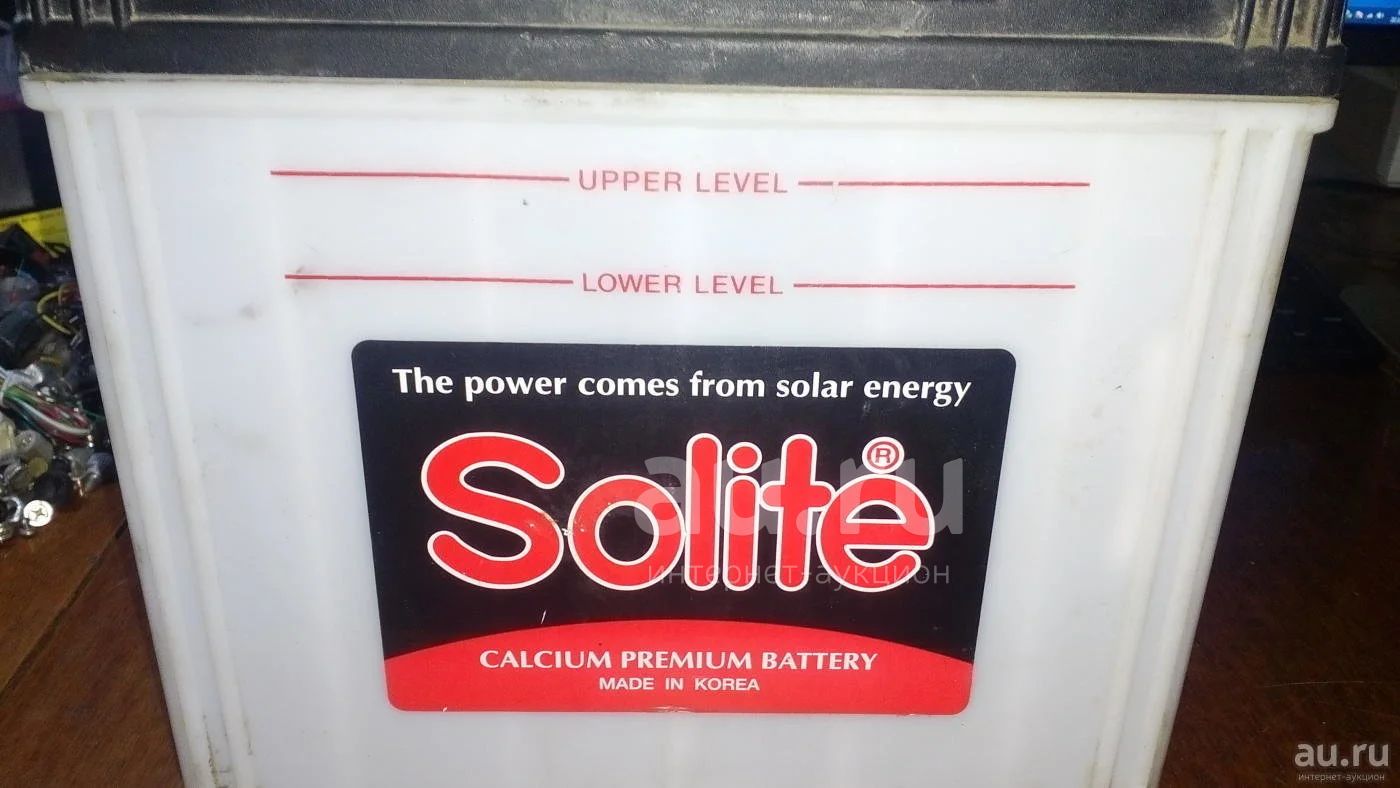 UPPER LEVEL
LOWER LEVEL
The power comes from solar energy
Solite®
au.ru
интернет-аукцион
CALCIUM PREMIUM BATTERY
MADE IN KOREA
au.ru
интернет-аукцион